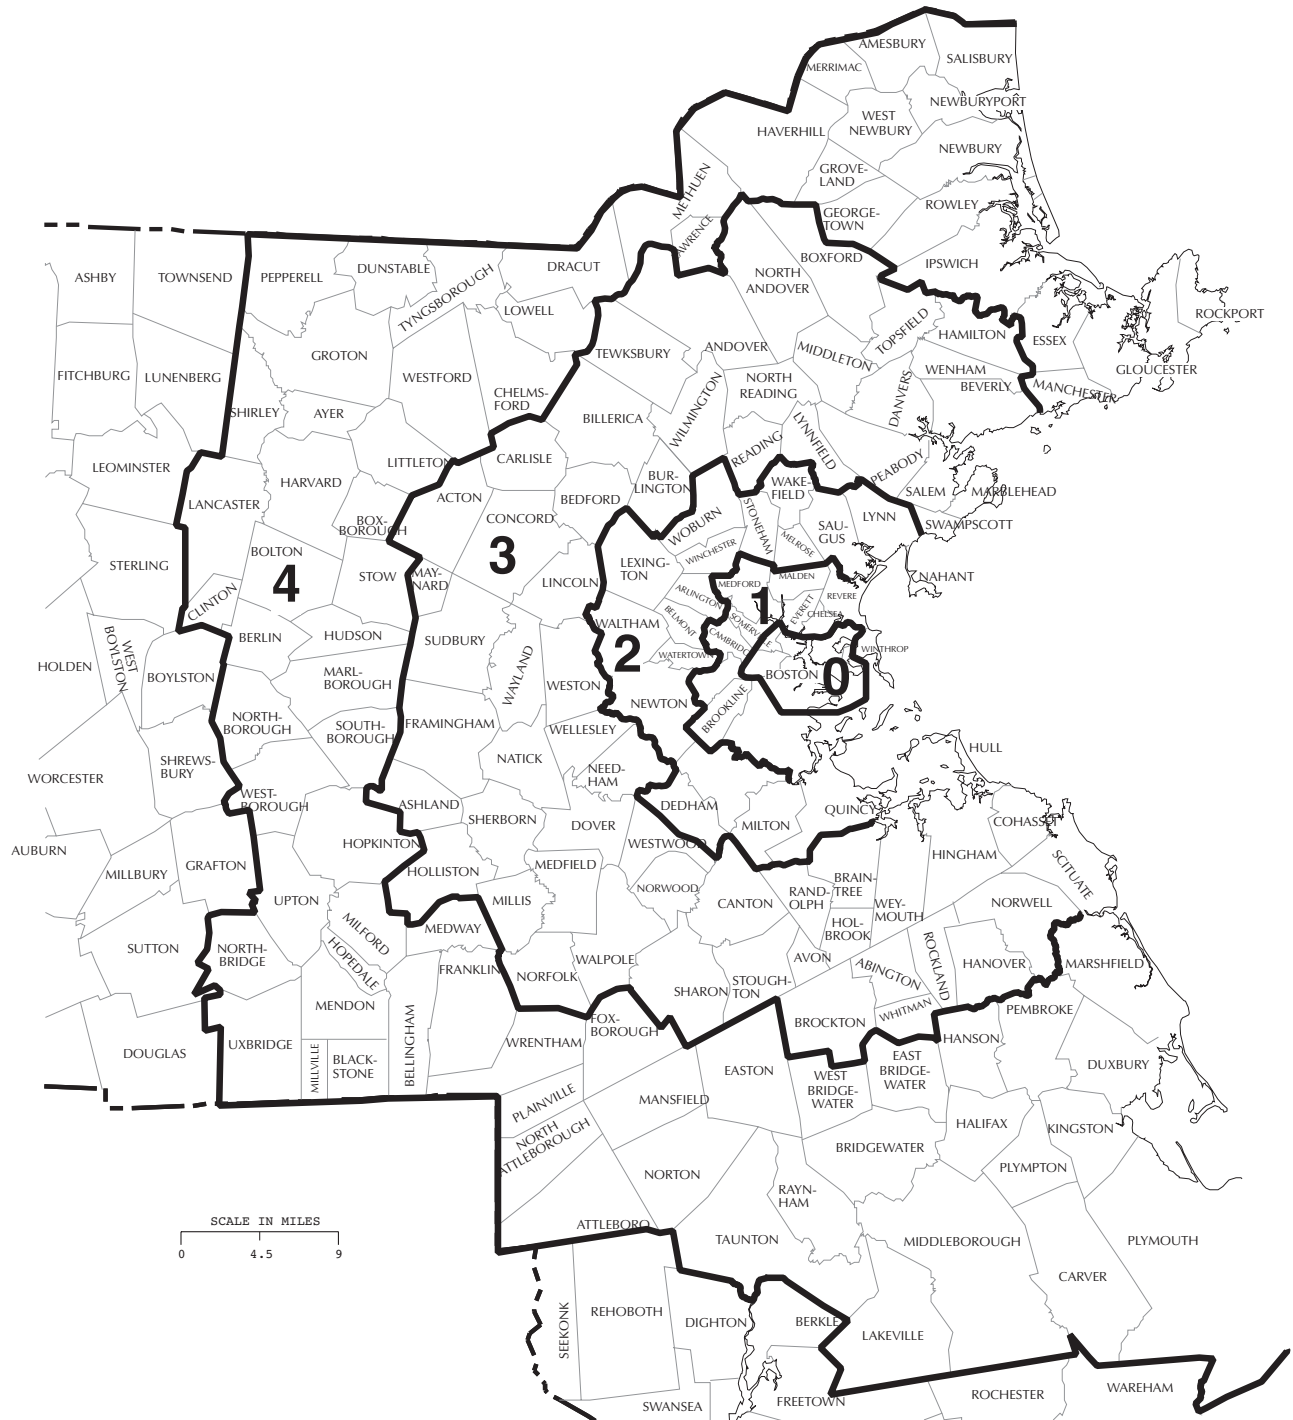 AMESBURY
SALISBURY
MERRIMAC
NEWBURYPORT
WEST
NEWBURY
HAVERHILL
NEWBURY
GROVE-
LAND
METHUEN
ROWLEY
GEORGE-
TOWN
LAWRENCE
BOXFORD
IPSWICH
ASHBY
TOWNSEND
PEPPERELL
DUNSTABLE
TYNGSBOROUGH
DRACUT
NORTH
ANDOVER
LOWELL
ROCKPORT
TOPSFIELD
HAMILTON
ESSEX
GROTON
TEWKSBURY
ANDOVER
MIDDLETON
WENHAM
GLOUCESTER
FITCHBURG
LUNENBERG
WESTFORD
NORTH
READING
BEVERLY
MANCHESTER
CHELMS-
FORD
DANVERS
SHIRLEY
AYER
BILLERICA
WILMINGTON
LYNNFIELD
READING
LEOMINSTER
LITTLETON
CARLISLE
PEABODY
HARVARD
BUR-
LINGTON
WAKE-
FIELD
SALEM
MARBLEHEAD
LANCASTER
ACTON
BEDFORD
CONCORD
BOX-
BOROUGH
WOBURN
STONEHAM
LYNN
SAU-
GUS
SWAMPSCOTT
BOLTON
3
WINCHESTER
MELROSE
STERLING
4
STOW
MAY-
NARD
LINCOLN
LEXING-
TON
MEDFORD
MALDEN
NAHANT
CLINTON
ARLINGTON
1
EVERETT
REVERE
CHELSEA
WALTHAM
BELMONT
SOMERVILLE
CAMBRIDG
WEST
BOYLSTON
BERLIN
HUDSON
SUDBURY
2
WATERTOWN
WINTHROP
HOLDEN
BOYLSTON
MARL-
BOROUGH
WAYLAND
WESTON
BOSTON
0
NEWTON
BROOKLINE
NORTH-
BOROUGH
SOUTH-
BOROUGH
FRAMINGHAM
WELLESLEY
HULL
SHREWS-
BURY
NATICK
NEED-
HAM
WORCESTER
WEST-
BOROUGH
ASHLAND
SHERBORN
DOVER
DEDHAM
MILTON
QUINCY
COHASSET
AUBURN
HOPKINTON
WESTWOOD
HINGHAM
SCITUATE
MILLBURY
GRAFTON
HOLLISTON
MEDFIELD
UPTON
MILLIS
NORWOOD
CANTON
RAND-
OLPH
BRAIN-
TREE
WEY-
MOUTH
NORWELL
MILFORD
MEDWAY
HOL-
BROOK
SUTTON
NORTH-
BRIDGE
HOPEDALE
FRANKLIN
NORFOLK
WALPOLE
AVON
ABINGTON
ROCKLAND
HANOVER
MARSHFIELD
SHARON
STOUGH-
TON
MENDON
WHITMAN
PEMBROKE
BROCKTON
FOX-
BOROUGH
WRENTHAM
HANSON
DOUGLAS
UXBRIDGE
MILLVILLE
BLACK-
STONE
BELLINGHAM
EASTON
WEST
BRIDGE-
WATER
EAST
BRIDGE-
WATER
DUXBURY
PLAINVILLE
MANSFIELD
HALIFAX
KINGSTON
NORTH
ATTLEBOROUGH
BRIDGEWATER
NORTON
PLYMPTON
RAYN-
HAM
SCALE IN MILES
0 4.5 9
ATTLEBORO
TAUNTON
MIDDLEBOROUGH
PLYMOUTH
CARVER
SEEKONK
REHOBOTH
DIGHTON
BERKLE
LAKEVILLE
SWANSEA
FREETOWN
ROCHESTER
WAREHAM